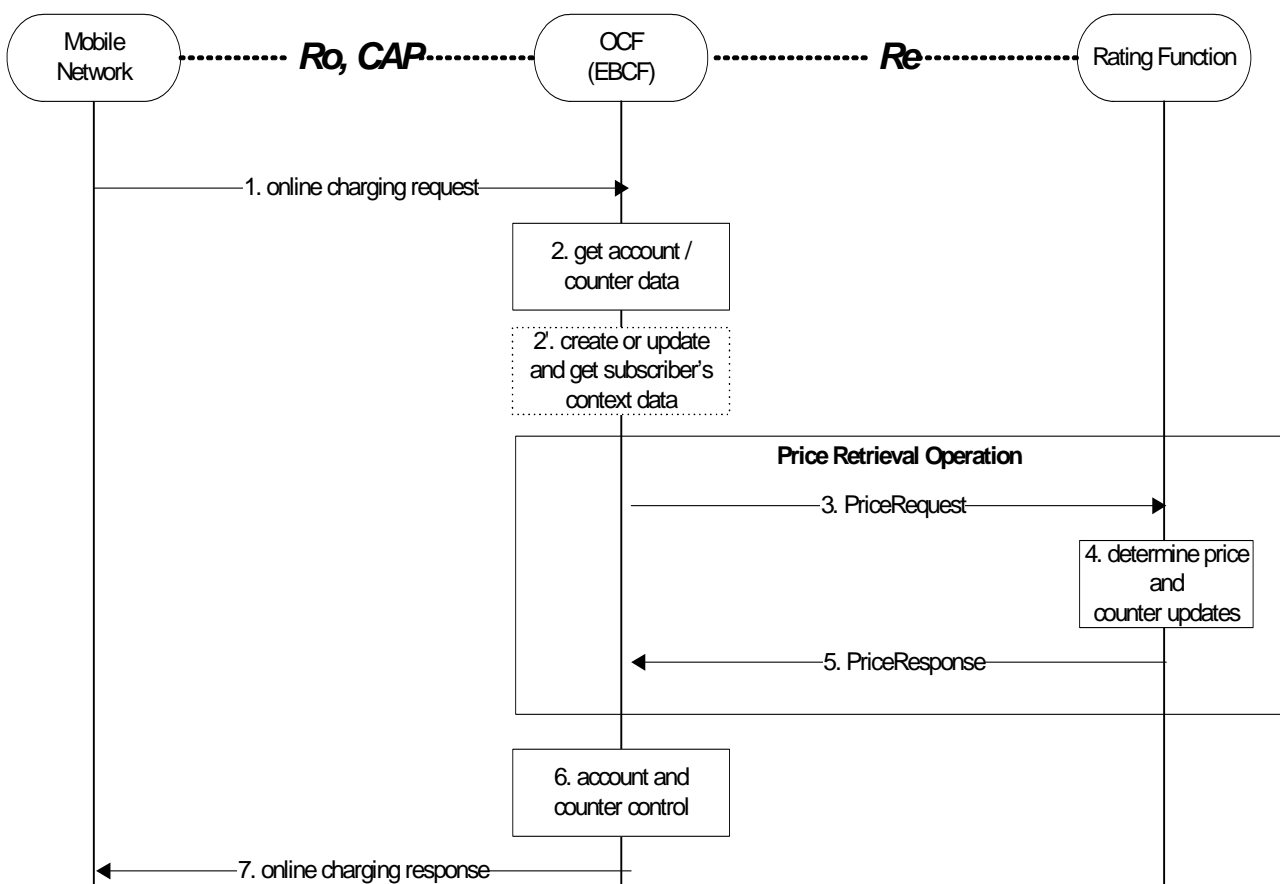 Mobile
Network
Ro, CAP
OCF
(EBCF)
Re
Rating Function
1. online charging request
2. get account /
counter data
2'. create or update
and get subscriber’s
context data
Price Retrieval Operation
3. PriceRequest
4. determine price
and
counter updates
5. PriceResponse
6. account and
counter control
7. online charging response